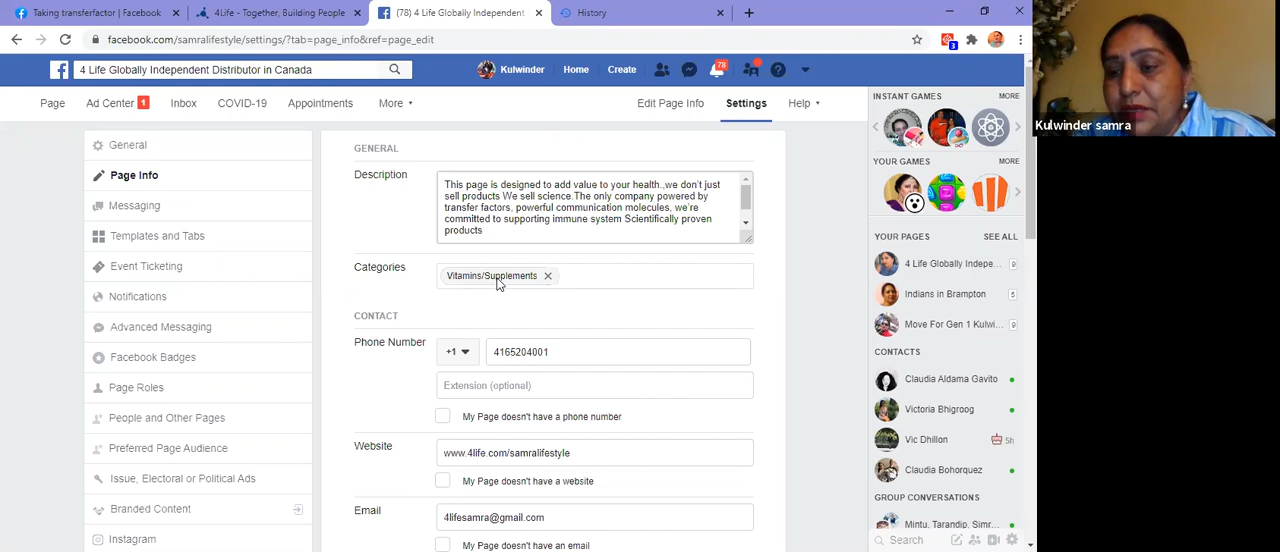 Taking transferfactor | Facebook
4Life - Together, Building People
(78) 4 Life Globally Independent
History
facebook.com/samralifestyle/settings/?tab=page_info&ref=page_edit
3
4 Life Globally Independent Distributor in Canada
Kulwinder
Home
Create
78
Page
Ad Center 1
Inbox
COVID-19
Appointments
More
Edit Page Info
Settings
Help
General
Page Info
Messaging
Templates and Tabs
Event Ticketing
Notifications
Advanced Messaging
Facebook Badges
Page Roles
People and Other Pages
Preferred Page Audience
Issue, Electoral or Political Ads
Branded Content
Instagram
GENERAL
Description
This page is designed to add value to your health.,we don't just
sell products We sell science.The only company powered by
transfer factors, powerful communication molecules, we're
committed to supporting immune system Scientifically proven
products
Categories
Vitamins/Supplements
CONTACT
Phone Number
+1
4165204001
Extension (optional)
My Page doesn't have a phone number
Website
www.4life.com/samralifestyle
My Page doesn't have a website
Email
4lifesamra@gmail.com
My Page doesn't have an email
INSTANT GAMES
MORE
YOUR GAMES
MORE
YOUR PAGES
SEE ALL
4 Life Globally Indepe... 9
Indians in Brampton 5
Move For Gen 1 Kulwi... 9
CONTACTS
Claudia Aldama Gavito
Victoria Bhigroog
Vic Dhillon 5h
Claudia Bohorquez
GROUP CONVERSATIONS
Mintu, Tarandip, Simr...
Search
Kulwinder samra